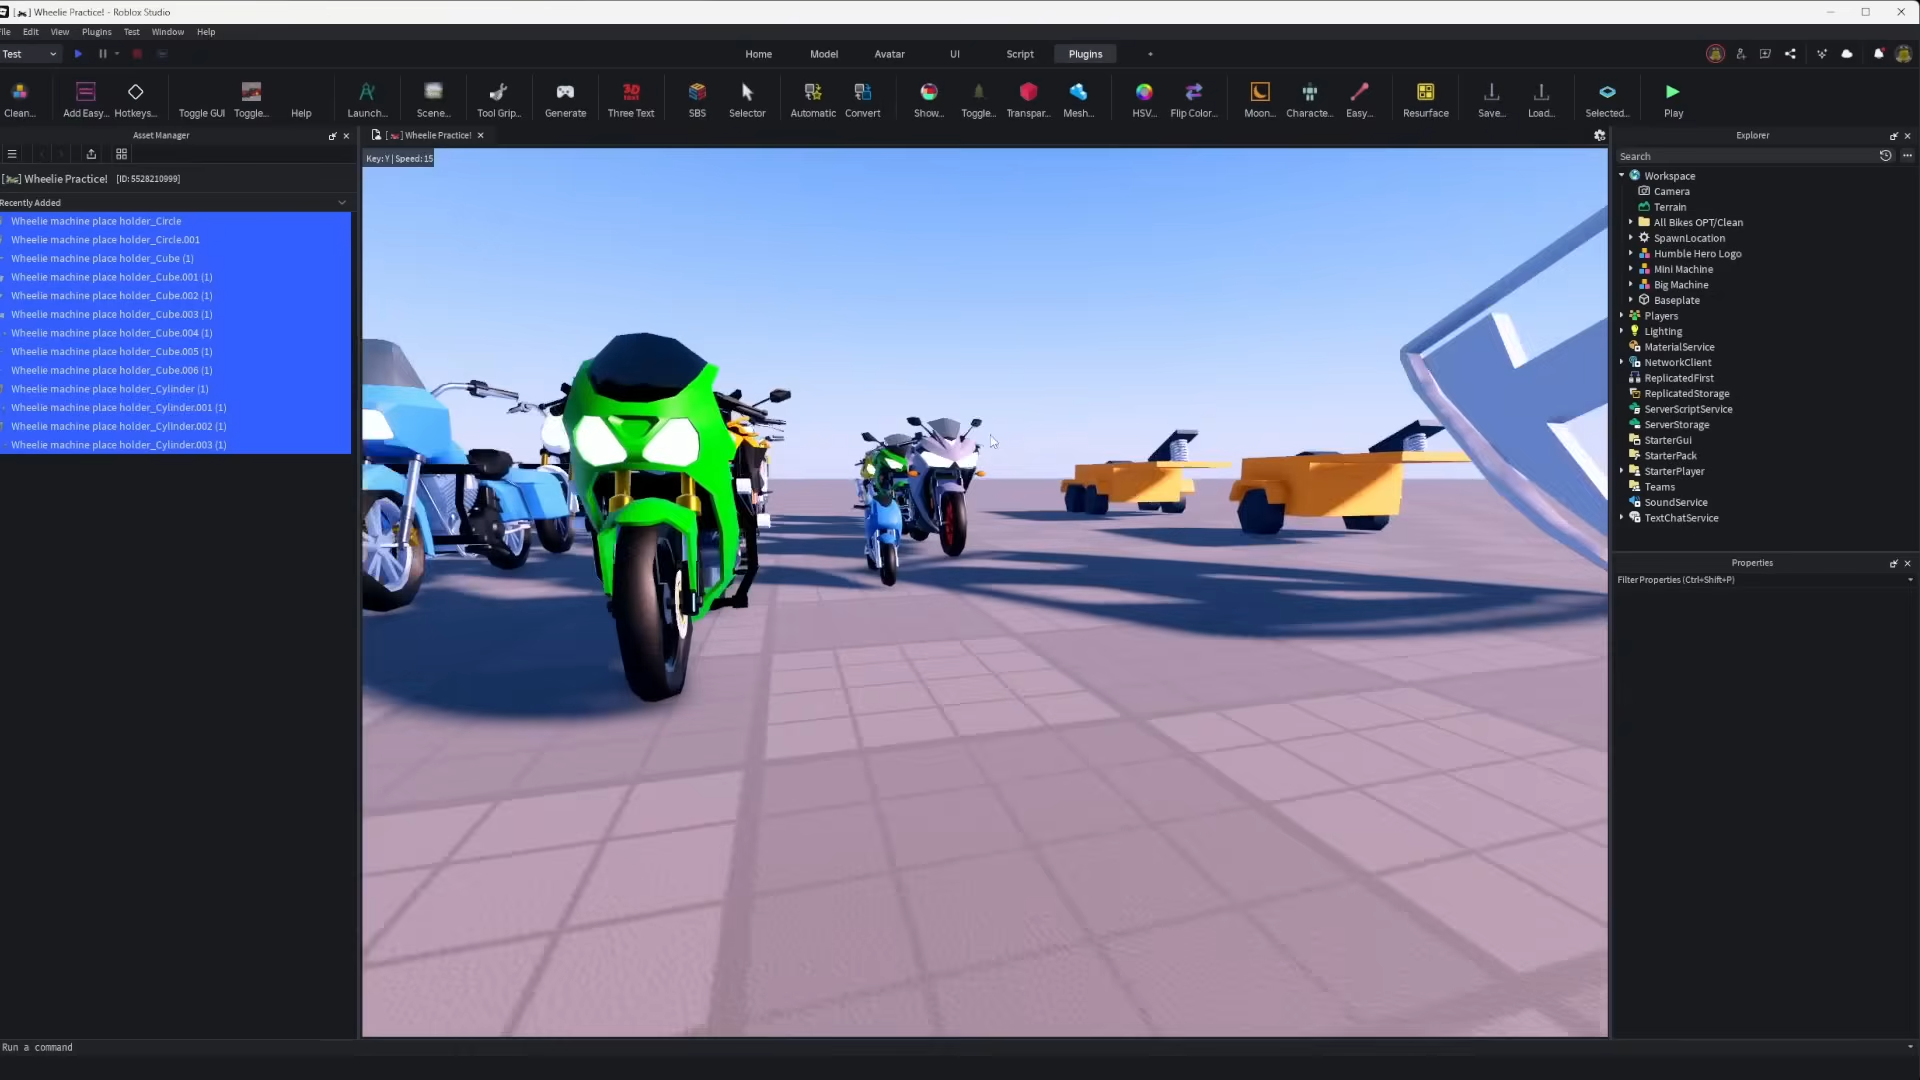 [ ] Wheelie Practice! - Roblox Studio
File Edit View Plugins Test Window Help
Test
Home Model Avatar UI Script Plugins +
Clean... Add Easy... Hotkeys... Toggle GUI Toggle... Help Launch... Scene... Tool Grip... Generate Three Text SBS Selector Automatic Convert Show... Toggle... Transpar... Mesh... HSV... Flip Color... Moon... Characte... Easy... Resurface Save... Load... Selected... Play
3D text
Asset Manager
[ ] Wheelie Practice!
Explorer
Key: Y | Speed: 15
Search
[ ] Wheelie Practice! [ID: 5528210999]
Recently Added
Wheelie machine place holder_Circle
Wheelie machine place holder_Circle.001
Wheelie machine place holder_Cube (1)
Wheelie machine place holder_Cube.001 (1)
Wheelie machine place holder_Cube.002 (1)
Wheelie machine place holder_Cube.003 (1)
Wheelie machine place holder_Cube.004 (1)
Wheelie machine place holder_Cube.005 (1)
Wheelie machine place holder_Cube.006 (1)
Wheelie machine place holder_Cylinder (1)
Wheelie machine place holder_Cylinder.001 (1)
Wheelie machine place holder_Cylinder.002 (1)
Wheelie machine place holder_Cylinder.003 (1)
Workspace
Camera
Terrain
All Bikes OPT/Clean
SpawnLocation
Humble Hero Logo
Mini Machine
Big Machine
Baseplate
Players
Lighting
MaterialService
NetworkClient
ReplicatedFirst
ReplicatedStorage
ServerScriptService
ServerStorage
StarterGui
StarterPack
StarterPlayer
Teams
SoundService
TextChatService
Properties
Filter Properties (Ctrl+Shift+P)
Run a command